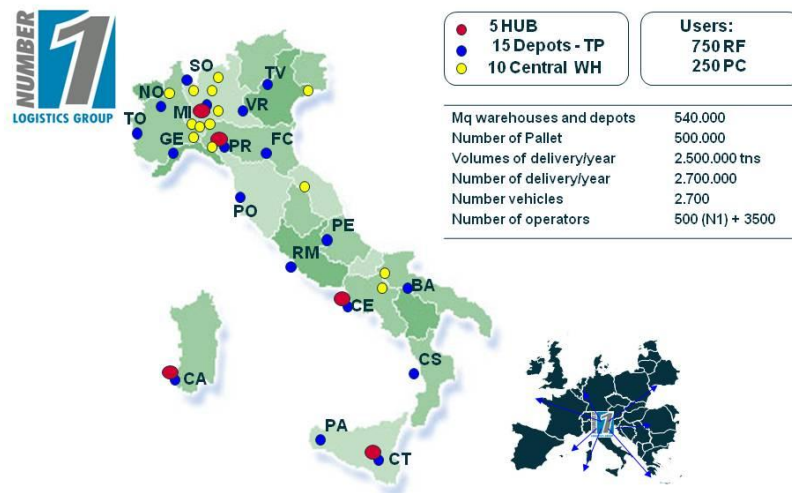 NUMBER 1
LOGISTICS GROUP
5 HUB
15 Depots - TP
10 Central WH
Users:
750 RF
250 PC
Mq warehouses and depots 540.000
Number of Pallet 500.000
Volumes of delivery/year 2.500.000 tns
Number of delivery/year 2.700.000
Number vehicles 2.700
Number of operators 500 (N1) + 3500
SO
TV
NO
MI
VR
TO
GE
PR
FC
PO
PE
RM
BA
CE
CS
CA
PA
CT
1